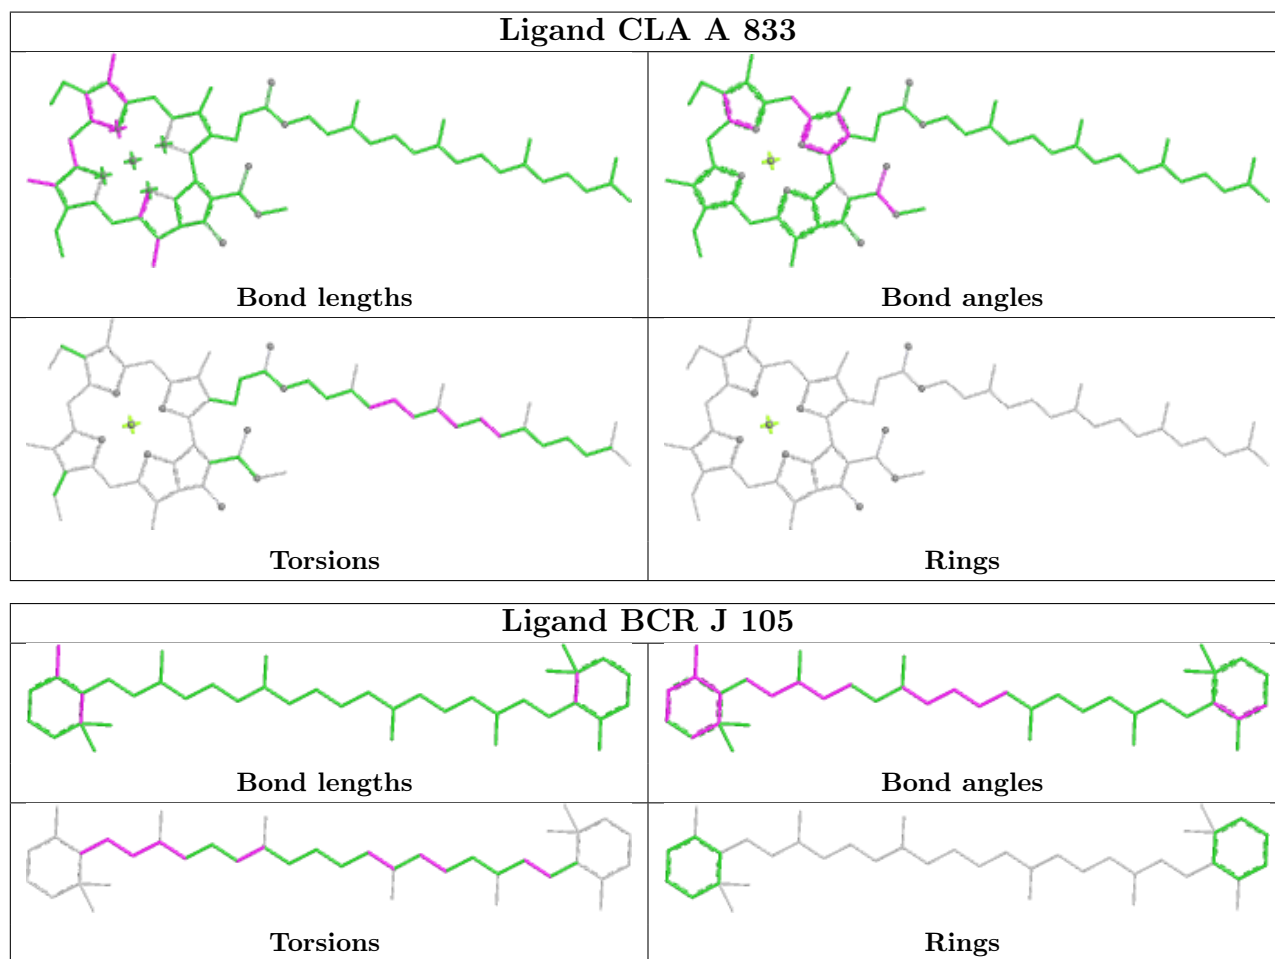 Ligand CLA A 833
Bond lengths
Bond angles
Torsions
Rings
Ligand BCR J 105
Bond lengths
Bond angles
Torsions
Rings